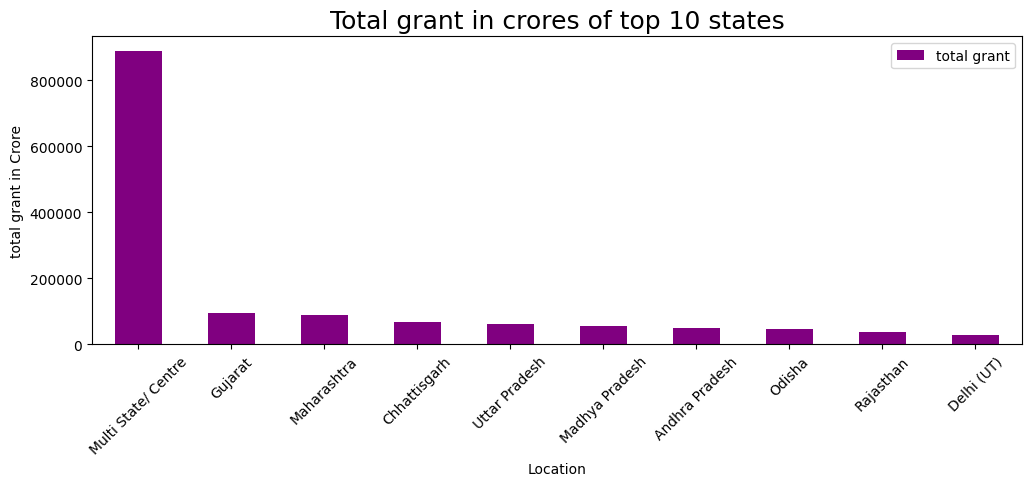 Total grant in crores of top 10 states
total grant
total grant in Crore
800000
600000
400000
200000
0
Multi State/ Centre
Gujarat
Maharashtra
Chhattisgarh
Uttar Pradesh
Madhya Pradesh
Andhra Pradesh
Odisha
Rajasthan
Delhi (UT)
Location